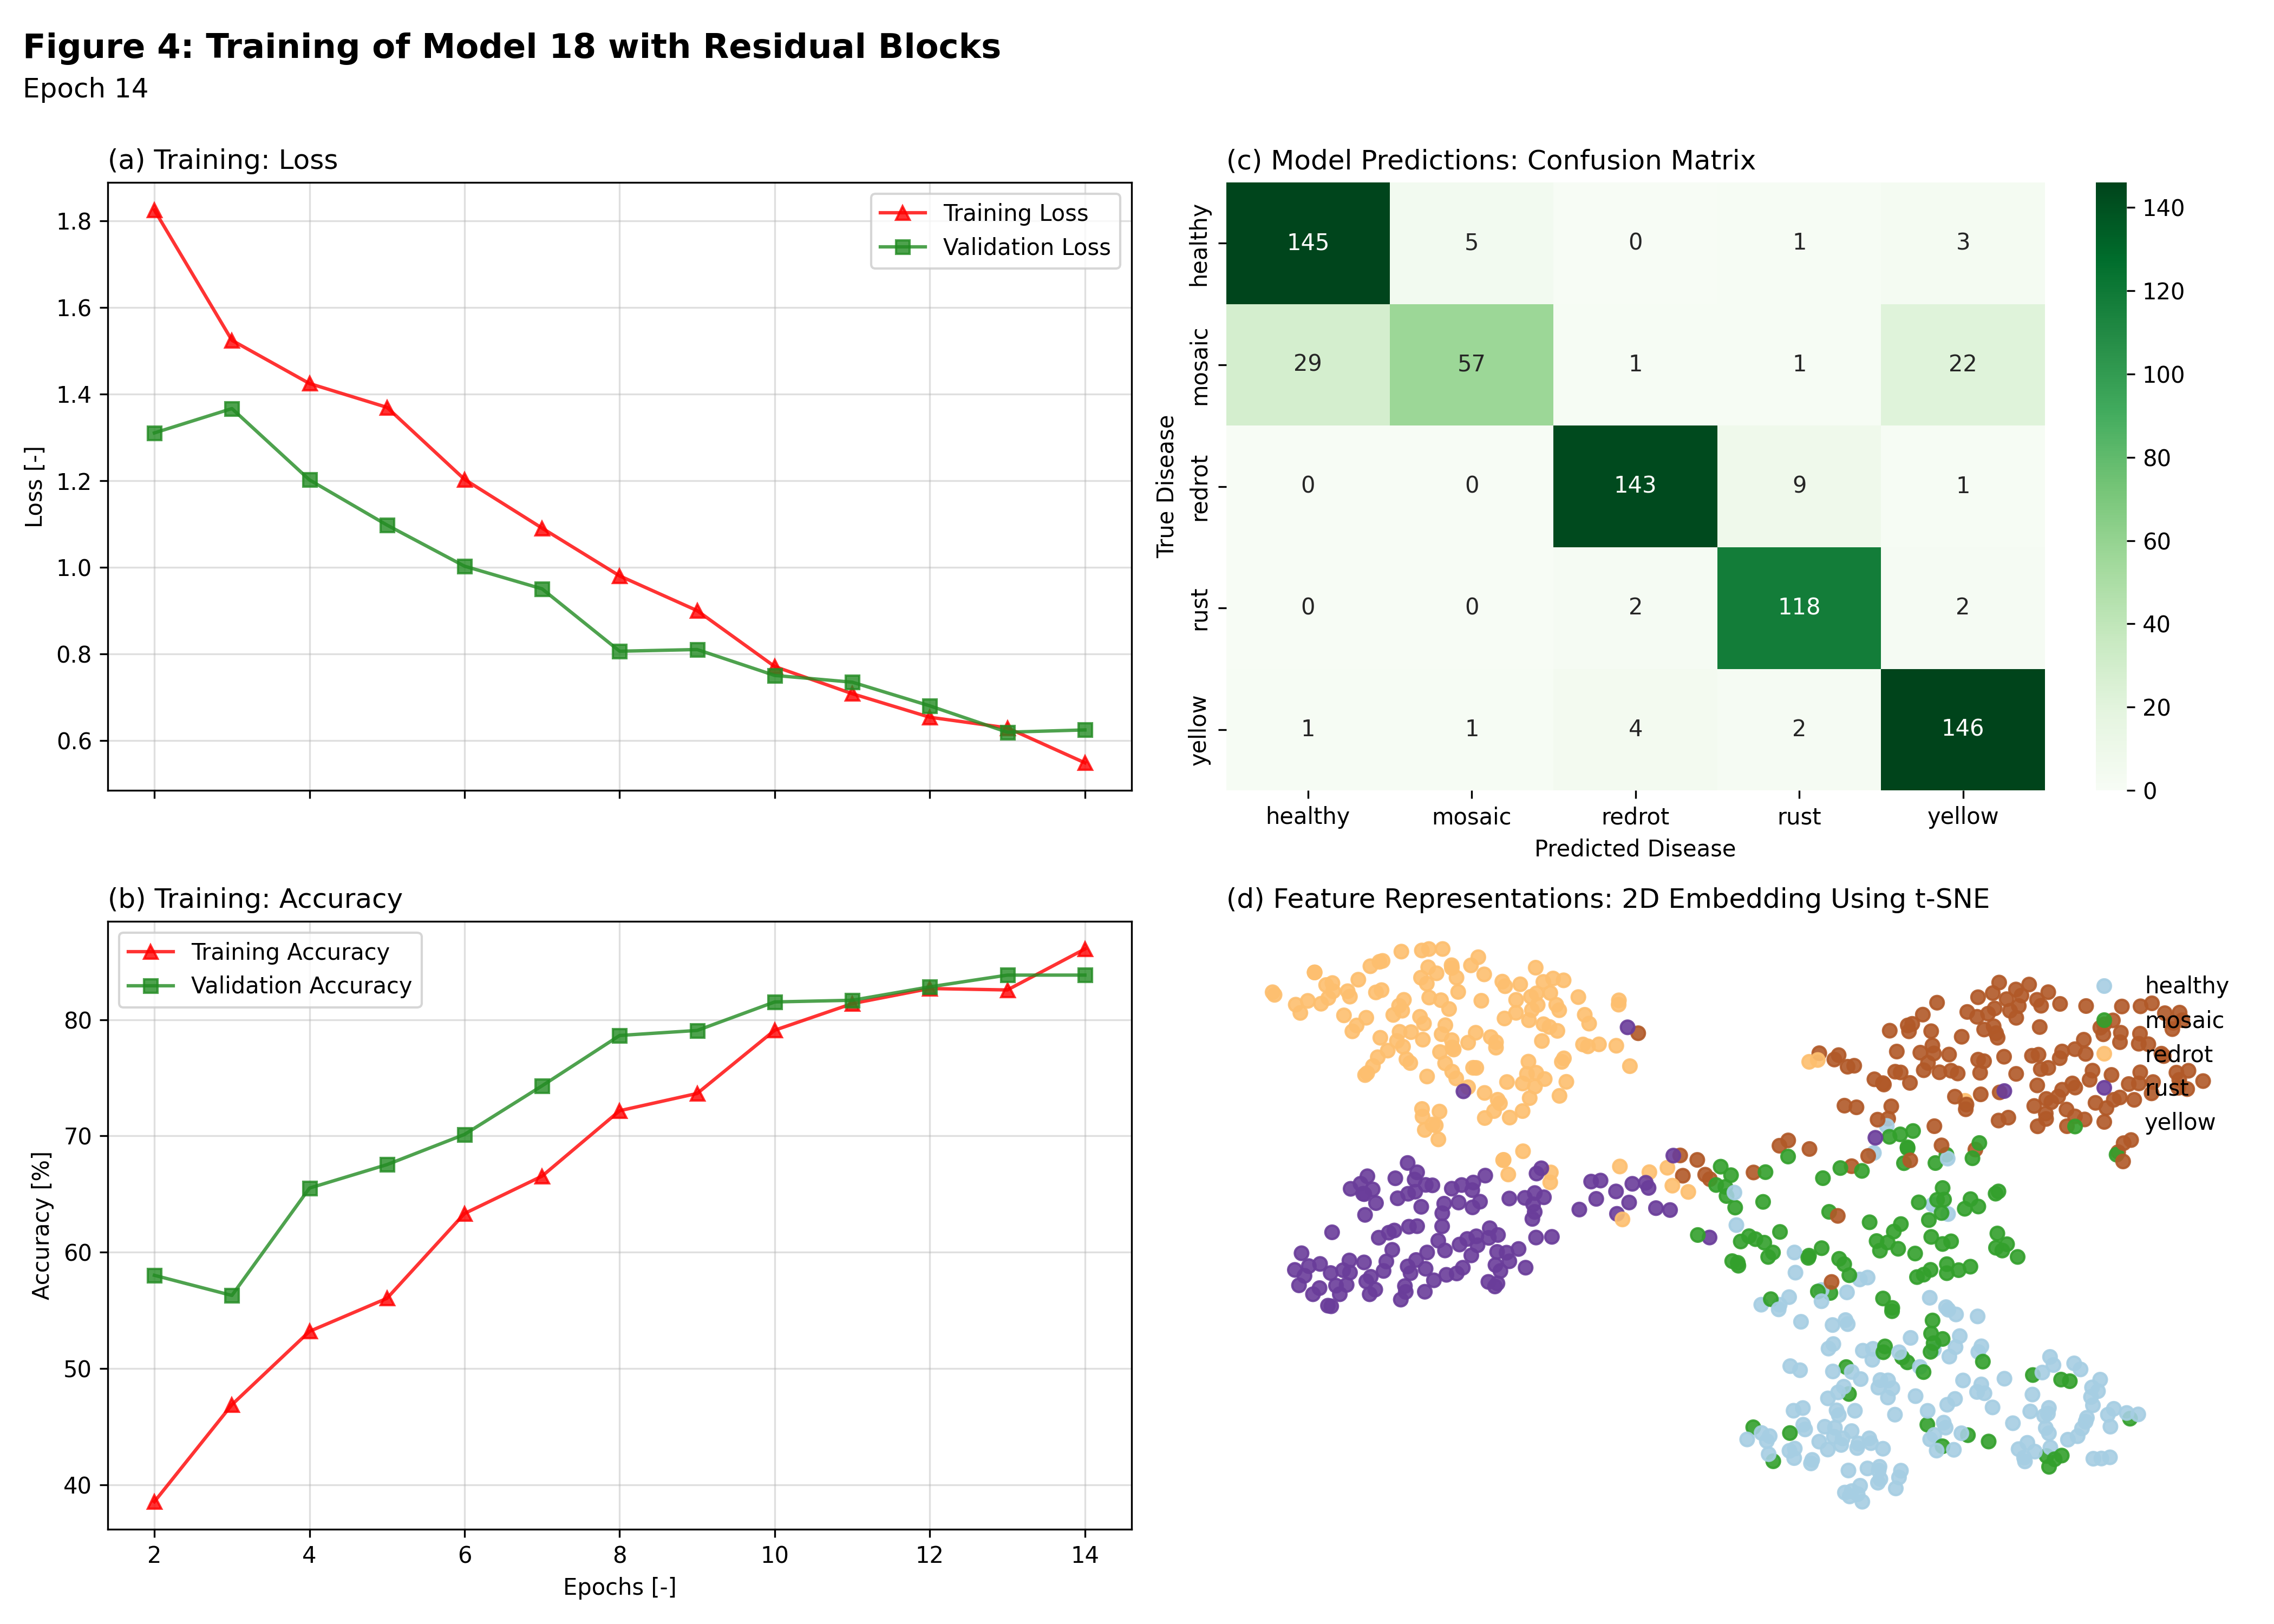 Figure 4: Training of Model 18 with Residual Blocks
Epoch 14
(a) Training: Loss
Training Loss
Validation Loss
1.8
1.6
1.4
1.2
1.0
0.8
0.6
Loss [-]
(b) Training: Accuracy
Training Accuracy
Validation Accuracy
80
70
60
50
40
Accuracy [%]
2 4 6 8 10 12 14
Epochs [-]
(c) Model Predictions: Confusion Matrix
True Disease
healthy 145 5 0 1 3
mosaic 29 57 1 1 22
redrot 0 0 143 9 1
rust 0 0 2 118 2
yellow 1 1 4 2 146
healthy mosaic redrot rust yellow
Predicted Disease
140
120
100
80
60
40
20
0
(d) Feature Representations: 2D Embedding Using t-SNE
healthy
mosaic
redrot
rust
yellow